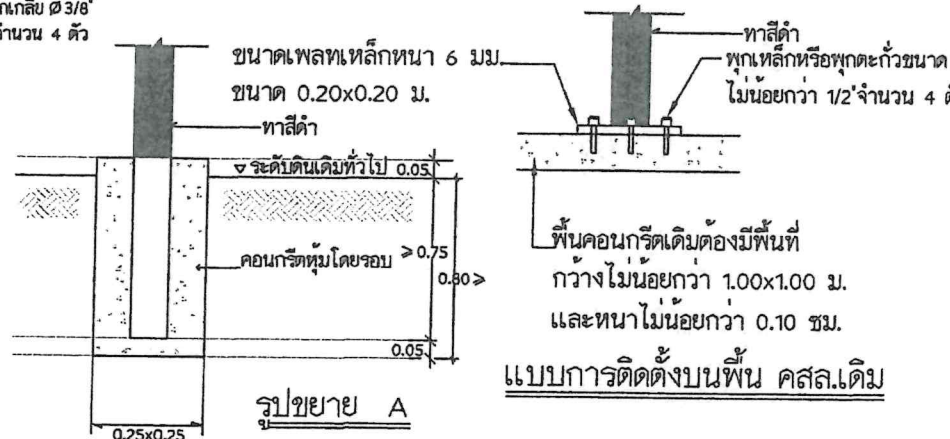 กเกลียว Ø 3/8"
จำนวน 4 ตัว
ขนาดเพลทเหล็กหนา 6 มม.
ขนาด 0.20x0.20 ม.
ทาสีดำ
ระดับดินเดิมทั่วไป 0.05
คอนกรีตหุ้มโดยรอบ
≥0.75
0.80≥
0.05
0.25x0.25
รูปขยาย A
ทาสีดำ
พุกเหล็กหรือพุกตะกั่วขนาด
ไม่น้อยกว่า 1/2"จำนวน 4 ตั
พื้นคอนกรีตเดิมต้องมีพื้นที่
กว้างไม่น้อยกว่า 1.00x1.00 ม.
และหนาไม่น้อยกว่า 0.10 ซม.
แบบการติดตั้งบนพื้น คสล.เดิม